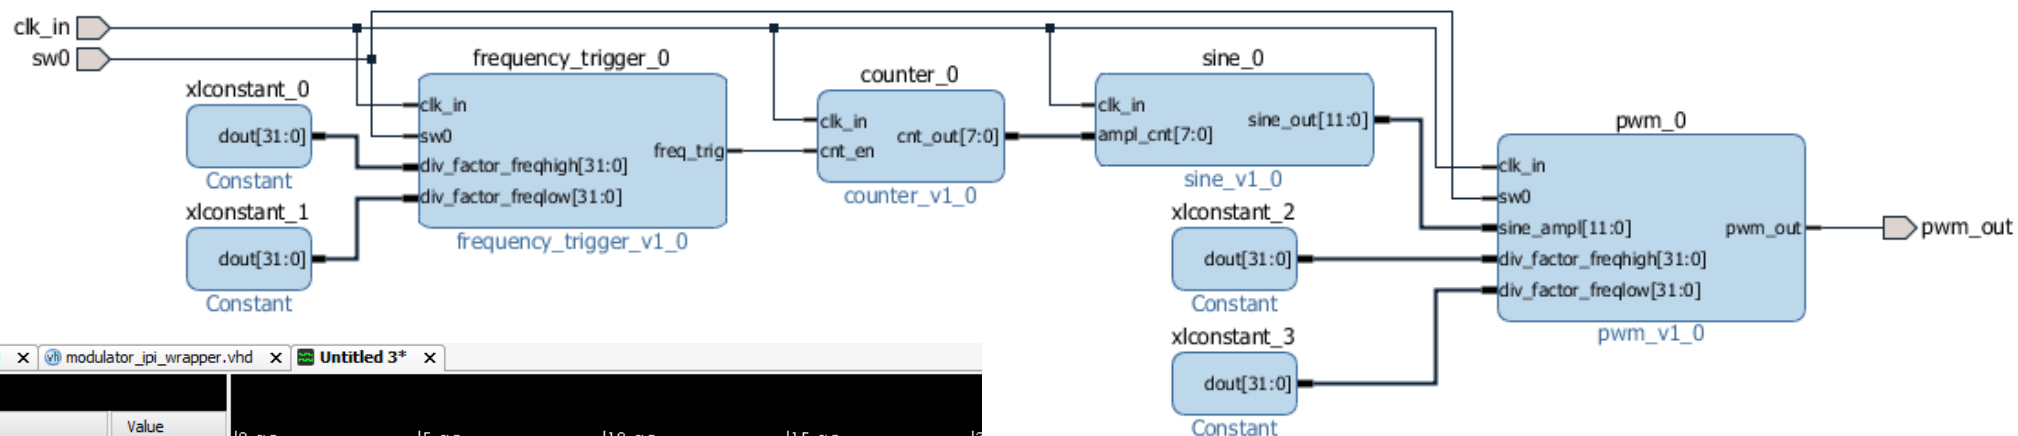 clk_in
sw0
xlconstant_0
dout[31:0]
Constant
xlconstant_1
dout[31:0]
Constant
frequency_trigger_0
clk_in
sw0
div_factor_freqhigh[31:0]
div_factor_freqlow[31:0]
freq_trig
frequency_trigger_v1_0
counter_0
clk_in
cnt_en
cnt_out[7:0]
counter_v1_0
sine_0
clk_in
ampl_cnt[7:0]
sine_out[11:0]
sine_v1_0
xlconstant_2
dout[31:0]
Constant
xlconstant_3
dout[31:0]
Constant
pwm_0
clk_in
sw0
sine_ampl[11:0]
div_factor_freqhigh[31:0]
div_factor_freqlow[31:0]
pwm_out
pwm_v1_0
pwm_out
modulator_ipi_wrapper.vhd
Untitled 3*
Value